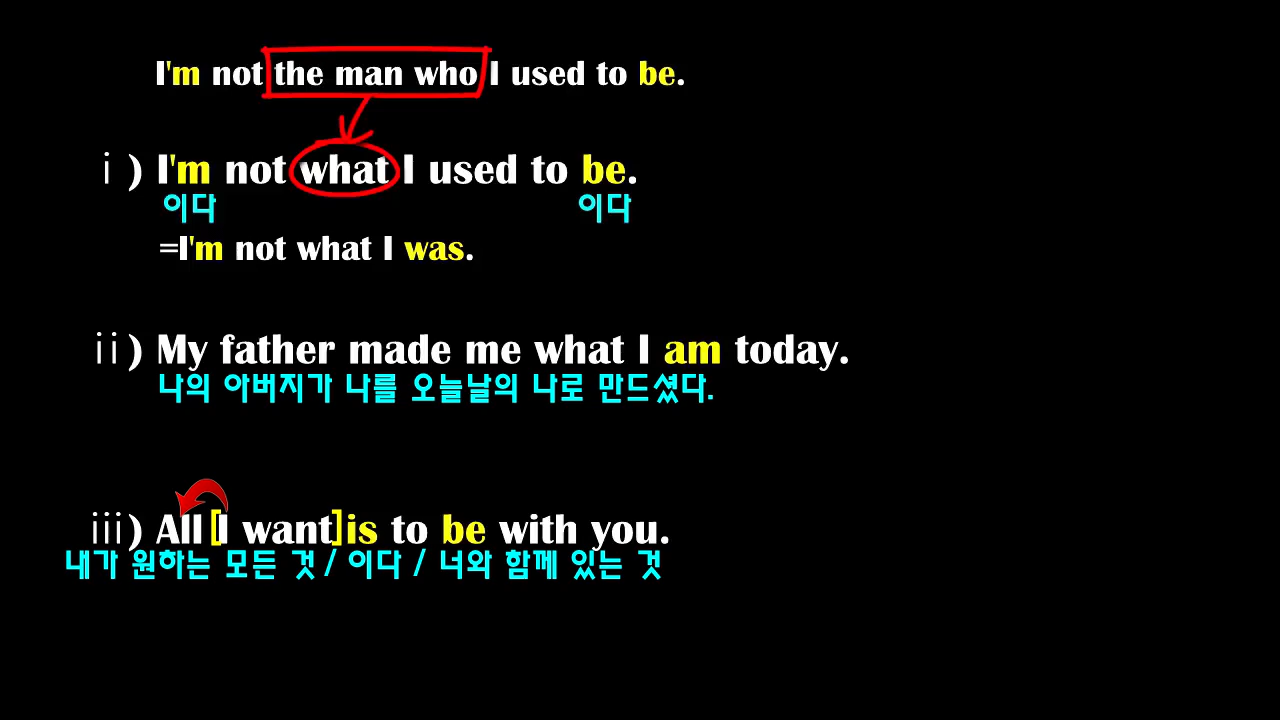 I'm not the man who I used to be.
ⅰ) I'm not what I used to be.
이다 이다
=I'm not what I was.
ⅱ) My father made me what I am today.
나의 아버지가 나를 오늘날의 나로 만드셨다.
ⅲ) All [I want]is to be with you.
내가 원하는 모든 것 / 이다 / 너와 함께 있는 것